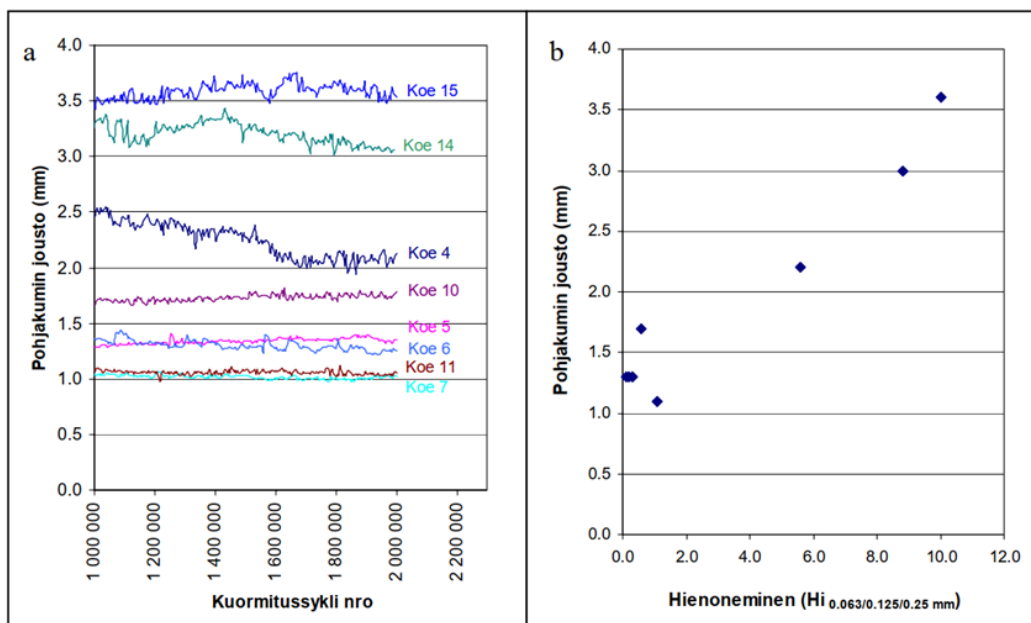 a
Pohjakumin jousto (mm)
4.0
3.5
3.0
2.5
2.0
1.5
1.0
0.5
0.0
Koe 15
Koe 14
Koe 4
Koe 10
Koe 5
Koe 6
Koe 11
Koe 7
1 000 000
1 200 000
1 400 000
1 600 000
1 800 000
2 000 000
2 200 000
Kuormitussykli nro
b
Pohjakumin jousto (mm)
4.0
3.5
3.0
2.5
2.0
1.5
1.0
0.5
0.0
0.0 2.0 4.0 6.0 8.0 10.0 12.0
Hienoneminen (Hi 0.063/0.125/0.25 mm)